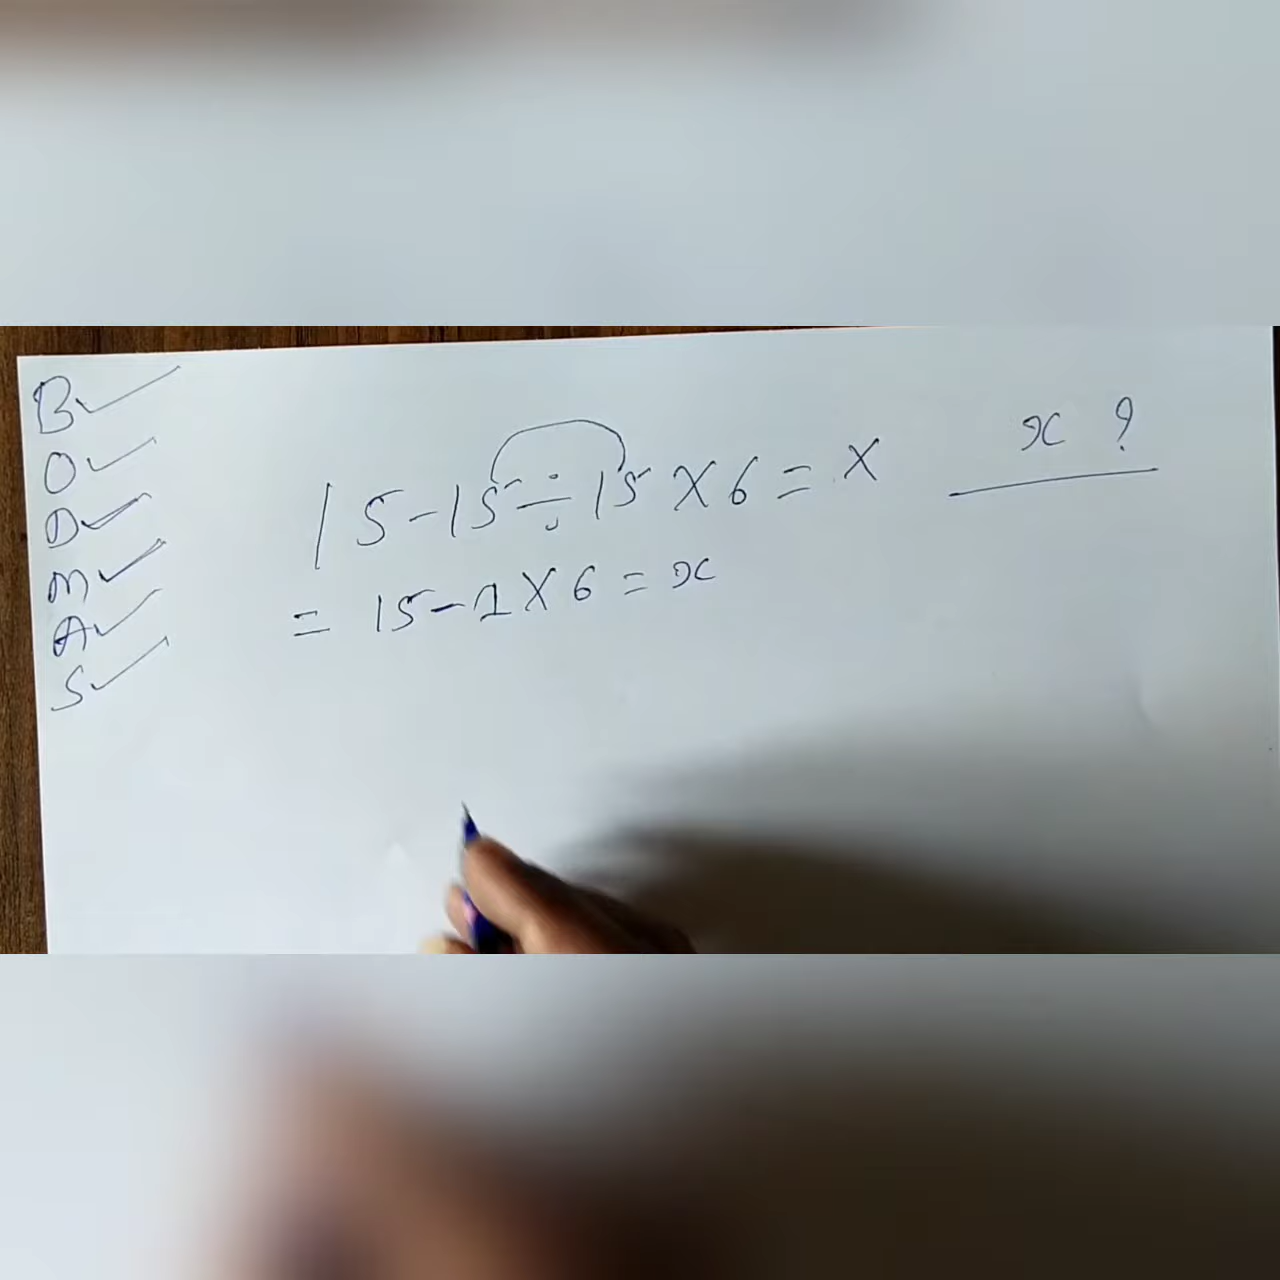 B✓
O✓
D✓
M✓
A✓
S✓
15-15÷15×6=x
x ?
= 15-1×6=x